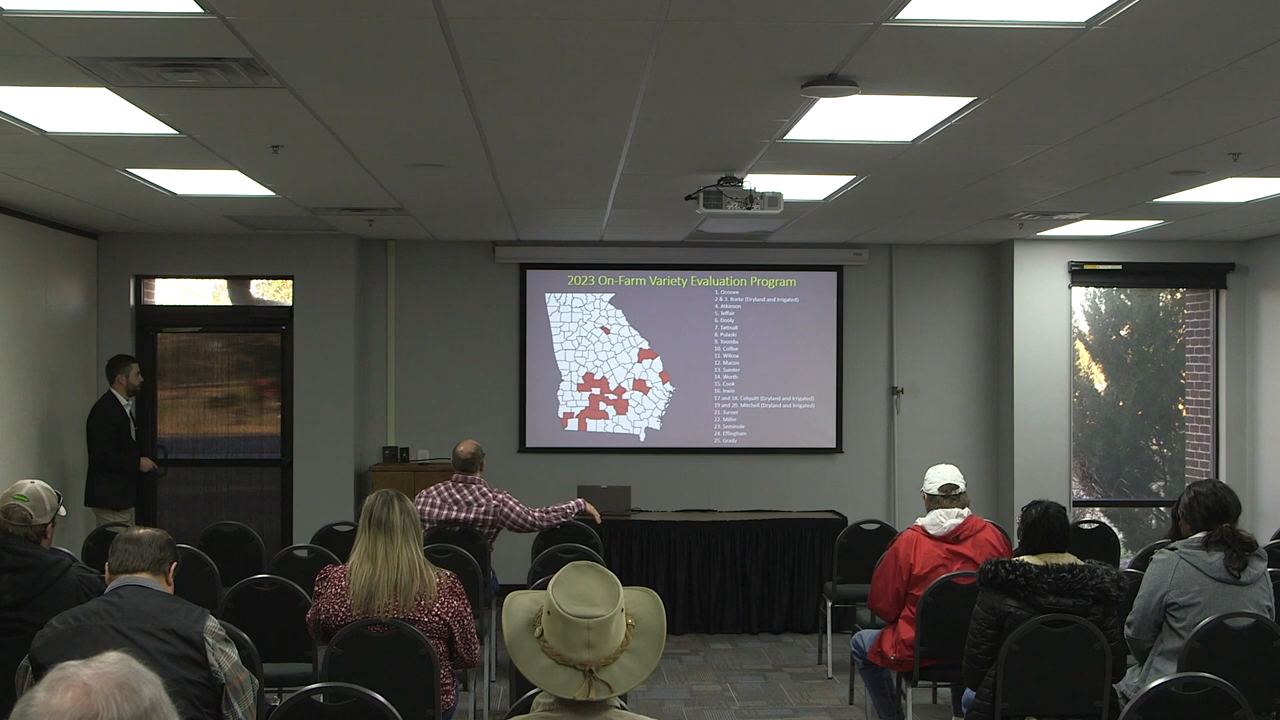 2023 On-Farm Variety Evaluation Program
1. Oconee
2 & 3. Burke (Dryland and Irrigated)
4. Atkinson
5. Telfair
6. Dooly
7. Tattnall
8. Pulaski
9. Toombs
10. Coffee
11. Wilcox
12. Macon
13. Sumter
14. Worth
15. Cook
16. Irwin
17 and 18. Colquitt (Dryland and Irrigated)
19 and 20. Mitchell (Dryland and Irrigated)
21. Turner
22. Miller
23. Seminole
24. Effingham
25. Grady